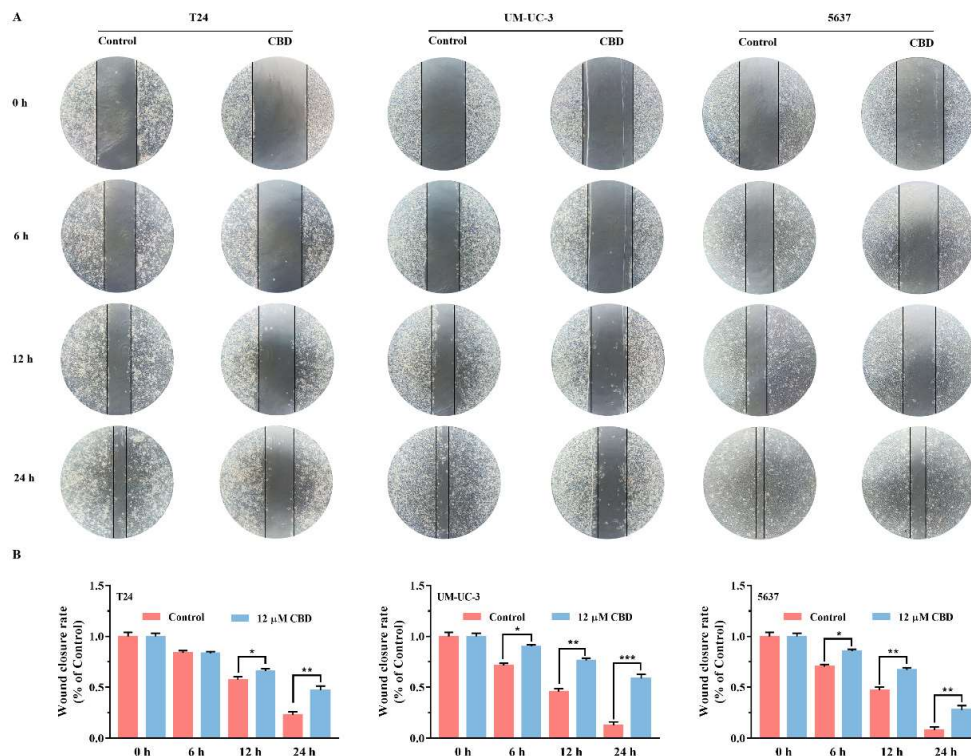 A
T24
UM-UC-3
5637
Control
CBD
Control
CBD
Control
CBD
0 h
6 h
12 h
24 h
B
Wound closure rate
(% of Control)
1.5
1.0
0.5
0.0
T24
Control
12 μM CBD
*
**
0 h
6 h
12 h
24 h
Wound closure rate
(% of Control)
1.5
1.0
0.5
0.0
UM-UC-3
Control
12 μM CBD
*
**
***
0 h
6 h
12 h
24 h
Wound closure rate
(% of Control)
1.5
1.0
0.5
0.0
5637
Control
12 μM CBD
*
**
**
0 h
6 h
12 h
24 h